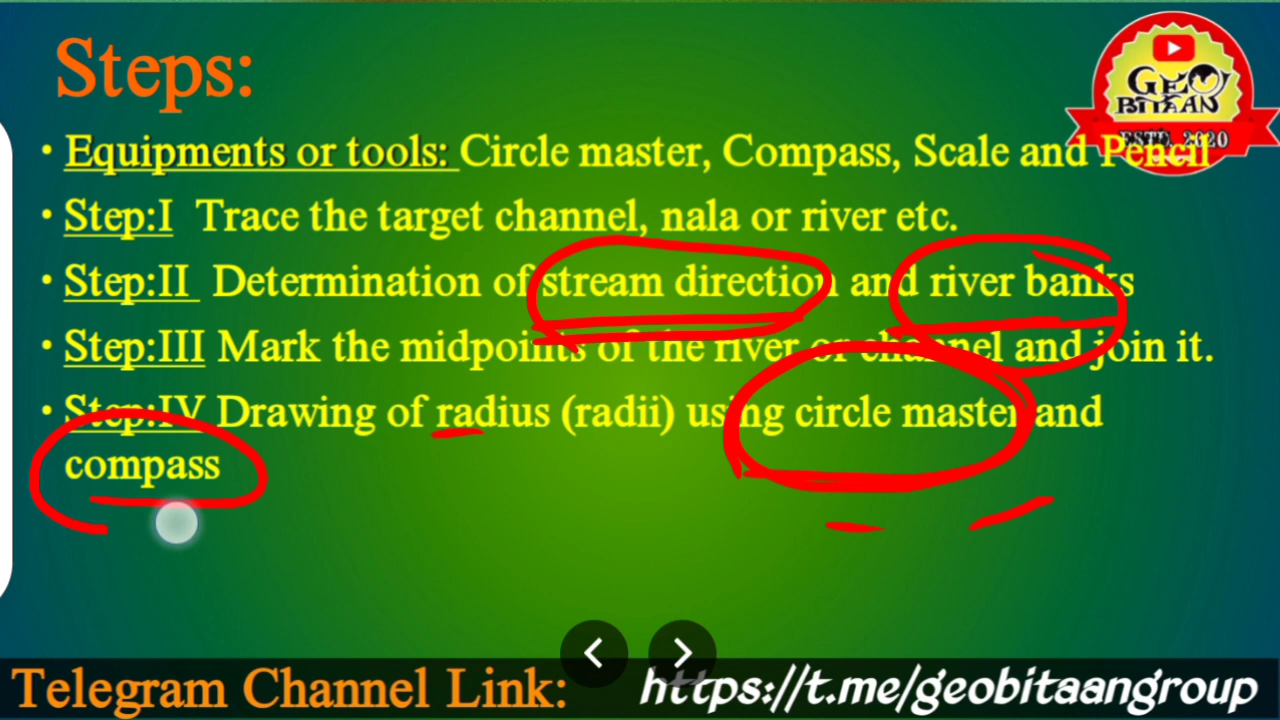 Steps:
GEO
BITAAN
ESTD. 2020
• Equipments or tools: Circle master, Compass, Scale and Pencil
• Step:I Trace the target channel, nala or river etc.
• Step:II Determination of stream direction and river banks
• Step:III Mark the midpoints of the river or channel and join it.
• Step:IV Drawing of radius (radii) using circle master and
compass
Telegram Channel Link: https://t.me/geobitaangroup